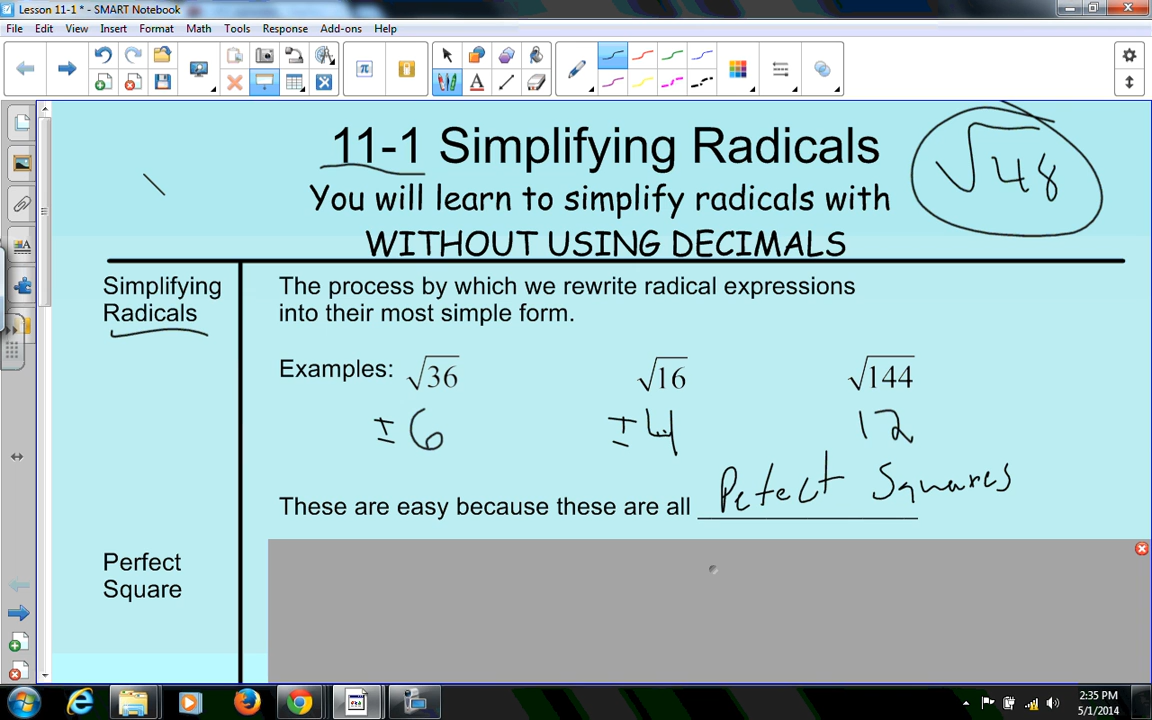 Lesson 11-1 * - SMART Notebook
File Edit View Insert Format Math Tools Response Add-ons Help
11-1 Simplifying Radicals
√48
You will learn to simplify radicals with
WITHOUT USING DECIMALS
Simplifying
Radicals
The process by which we rewrite radical expressions
into their most simple form.
Examples: √36 √16 √144
±6 ±4 12
These are easy because these are all Pefect Squares
Perfect
Square
2:35 PM
5/1/2014